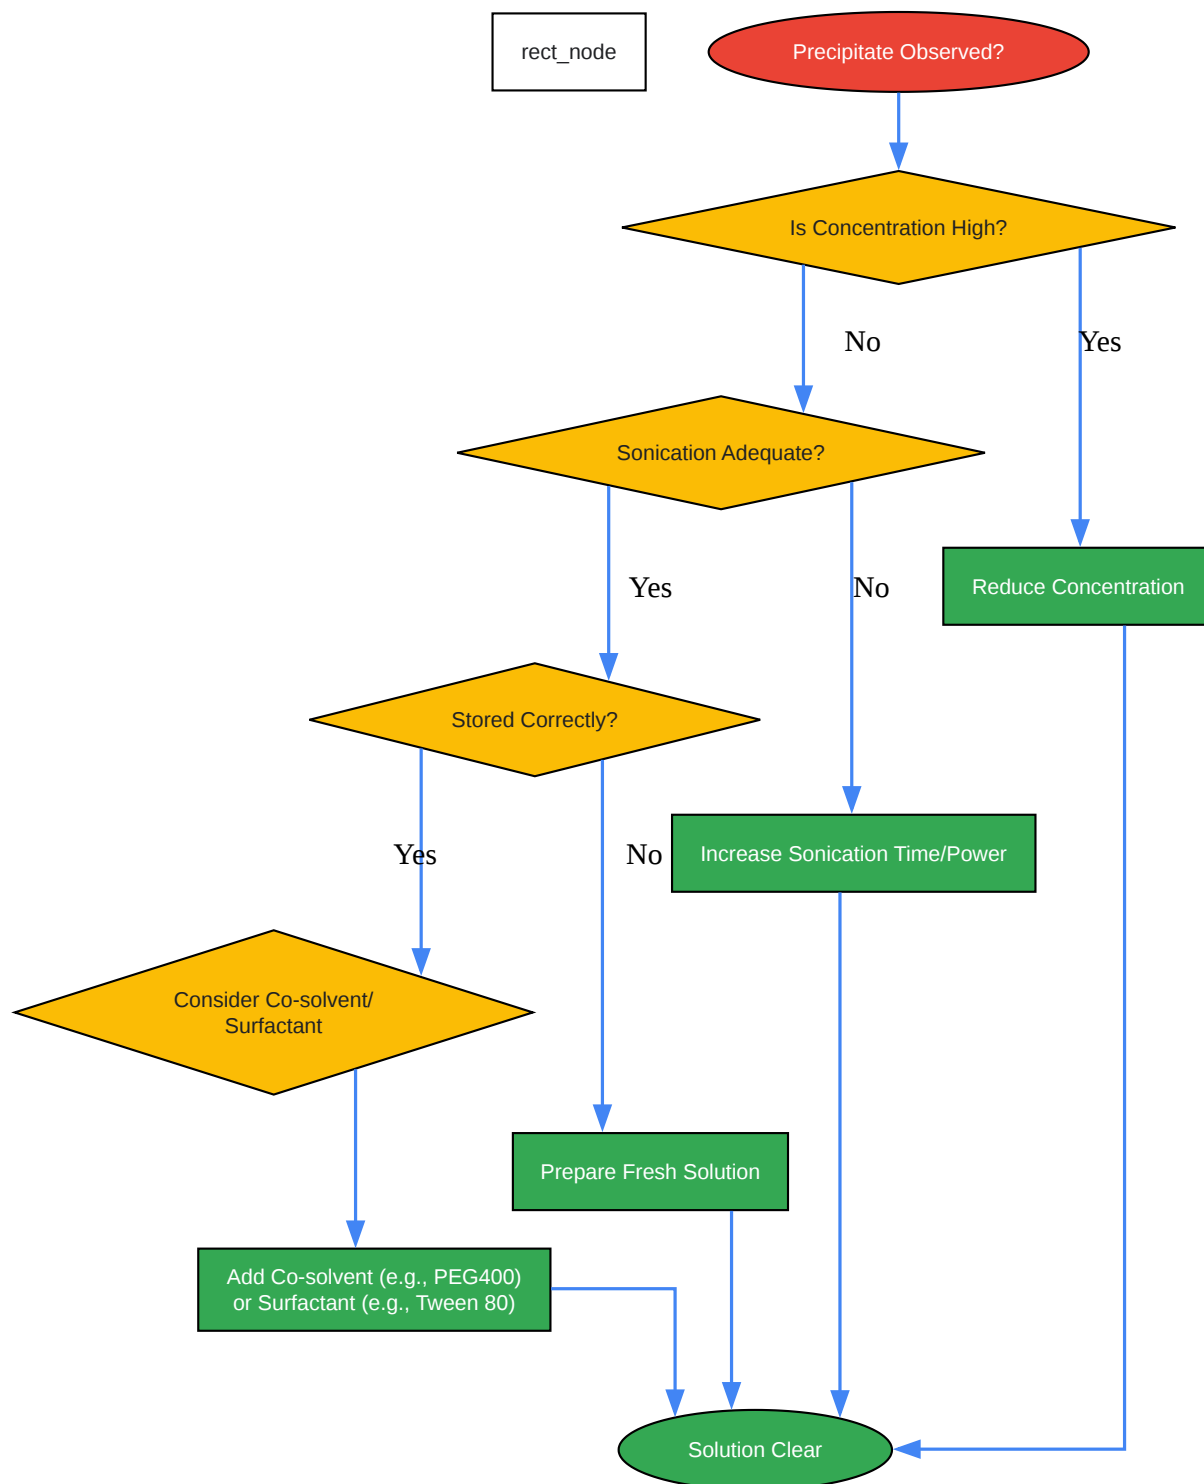 rect_node
Precipitate Observed?
Is Concentration High?
No
Yes
Sonication Adequate?
Yes
No
Reduce Concentration
Stored Correctly?
Yes
No
Increase Sonication Time/Power
Consider Co-solvent/
Surfactant
Prepare Fresh Solution
Add Co-solvent (e.g., PEG400)
or Surfactant (e.g., Tween 80)
Solution Clear